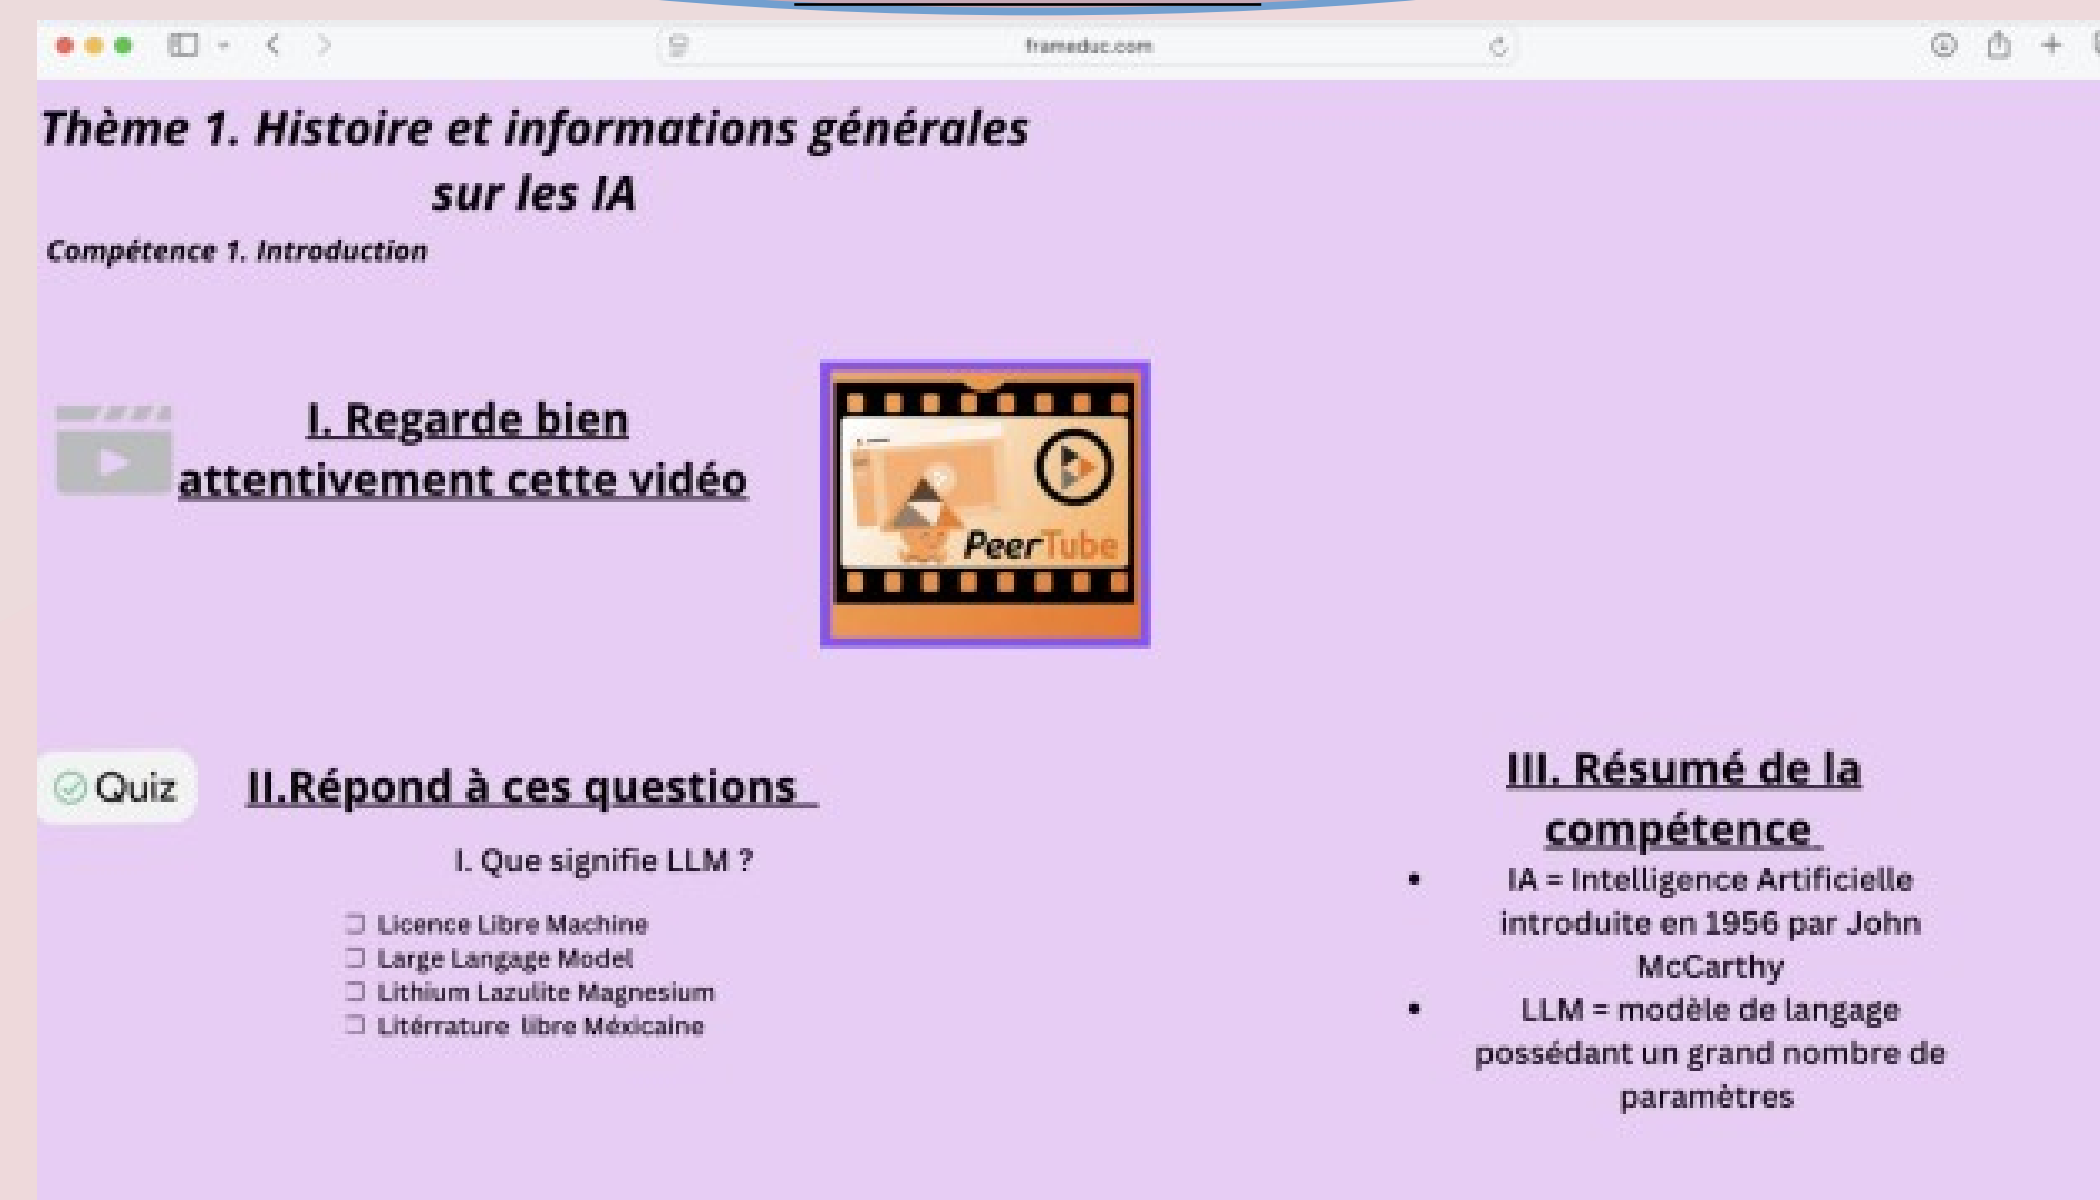 frameduc.com
Thème 1. Histoire et informations générales
sur les IA
Compétence 1. Introduction
I. Regarde bien
attentivement cette vidéo
PeerTube
Quiz
II.Répond à ces questions
I. Que signifie LLM ?
Licence Libre Machine
Large Langage Model
Lithium Lazulite Magnesium
Litérrature libre Méxicaine
III. Résumé de la
compétence
• IA = Intelligence Artificielle
introduite en 1956 par John
McCarthy
• LLM = modèle de langage
possédant un grand nombre de
paramètres